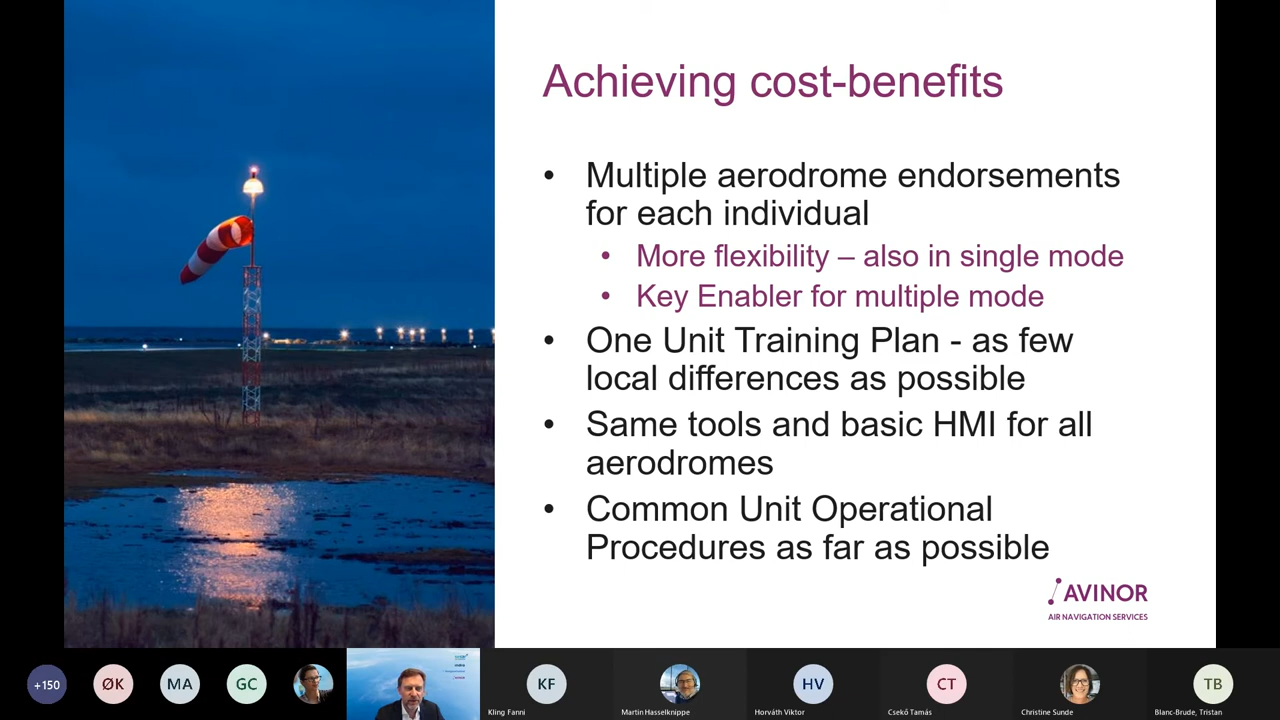 Achieving cost-benefits
• Multiple aerodrome endorsements
for each individual
• More flexibility – also in single mode
• Key Enabler for multiple mode
• One Unit Training Plan - as few
local differences as possible
• Same tools and basic HMI for all
aerodromes
• Common Unit Operational
Procedures as far as possible
AVINOR
AIR NAVIGATION SERVICES
+150
ØK
MA
GC
KF
Kling Fanni
Martin Hasselknippe
HV
Horváth Viktor
CT
Csekő Tamás
Christine Sunde
TB
Blanc-Brude, Tristan